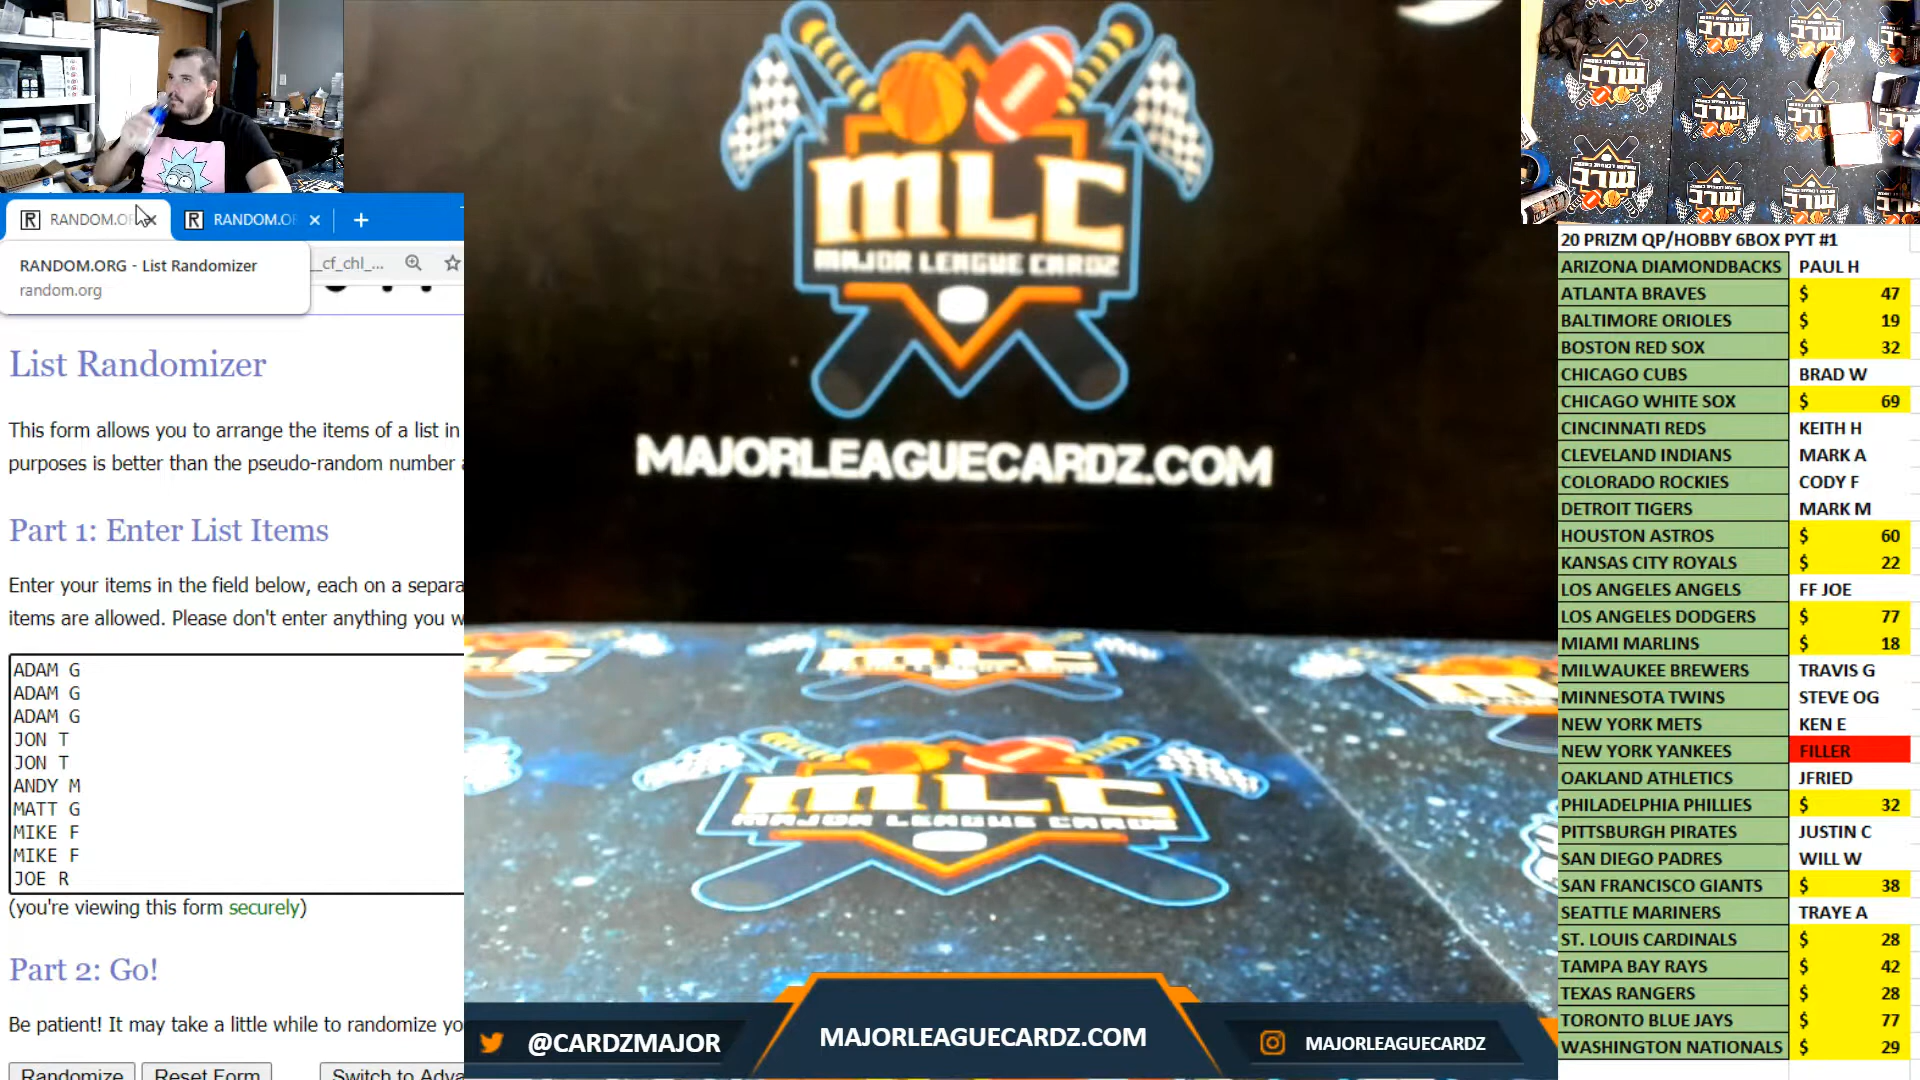 RANDOM.OR
RANDOM.OR
RANDOM.ORG - List Randomizer
random.org
_cf_chl_...
List Randomizer
This form allows you to arrange the items of a list in
purposes is better than the pseudo-random number
Part 1: Enter List Items
Enter your items in the field below, each on a separa
items are allowed. Please don't enter anything you w
ADAM G
ADAM G
ADAM G
JON T
JON T
ANDY M
MATT G
MIKE F
MIKE F
JOE R
(you're viewing this form securely)
Part 2: Go!
Be patient! It may take a little while to randomize yo
Randomize
Reset Form
Switch to Adva
MLC
MAJOR LEAGUE CARDZ
MAJORLEAGUECARDZ.COM
MLC
MAJOR LEAGUE CARDZ
@CARDZMAJOR
MAJORLEAGUECARDZ.COM
MAJORLEAGUECARDZ
20 PRIZM QP/HOBBY 6BOX PYT #1
ARIZONA DIAMONDBACKS PAUL H
ATLANTA BRAVES $ 47
BALTIMORE ORIOLES $ 19
BOSTON RED SOX $ 32
CHICAGO CUBS BRAD W
CHICAGO WHITE SOX $ 69
CINCINNATI REDS KEITH H
CLEVELAND INDIANS MARK A
COLORADO ROCKIES CODY F
DETROIT TIGERS MARK M
HOUSTON ASTROS $ 60
KANSAS CITY ROYALS $ 22
LOS ANGELES ANGELS FF JOE
LOS ANGELES DODGERS $ 77
MIAMI MARLINS $ 18
MILWAUKEE BREWERS TRAVIS G
MINNESOTA TWINS STEVE OG
NEW YORK METS KEN E
NEW YORK YANKEES FILLER
OAKLAND ATHLETICS JFRIED
PHILADELPHIA PHILLIES $ 32
PITTSBURGH PIRATES JUSTIN C
SAN DIEGO PADRES WILL W
SAN FRANCISCO GIANTS $ 38
SEATTLE MARINERS TRAYE A
ST. LOUIS CARDINALS $ 28
TAMPA BAY RAYS $ 42
TEXAS RANGERS $ 28
TORONTO BLUE JAYS $ 77
WASHINGTON NATIONALS $ 29